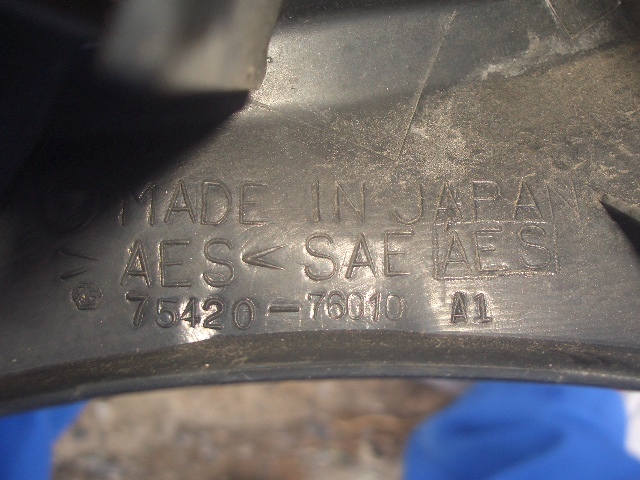 MADE IN JAPAN
>AES< SAE AES
75420-76010 A1